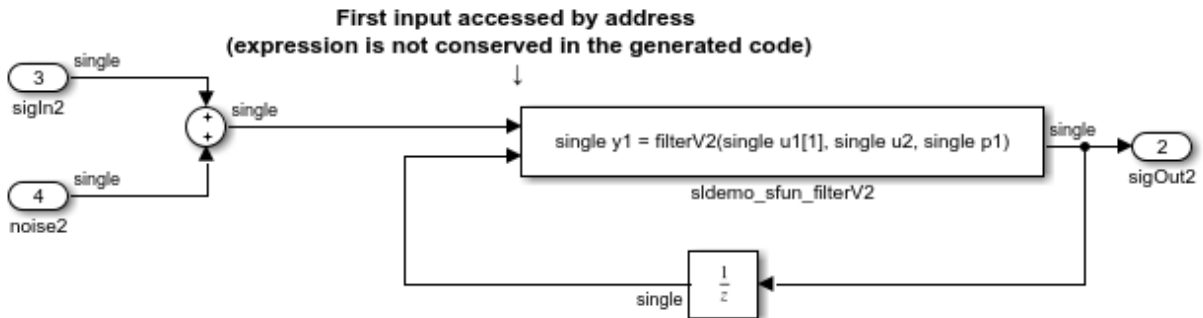 First input accessed by address
(expression is not conserved in the generated code)
↓
single
3
sigIn2
+
+
single
single
4
noise2
single y1 = filterV2(single u1[1], single u2, single p1)
sldemo_sfun_filterV2
single
2
sigOut2
1
z
single